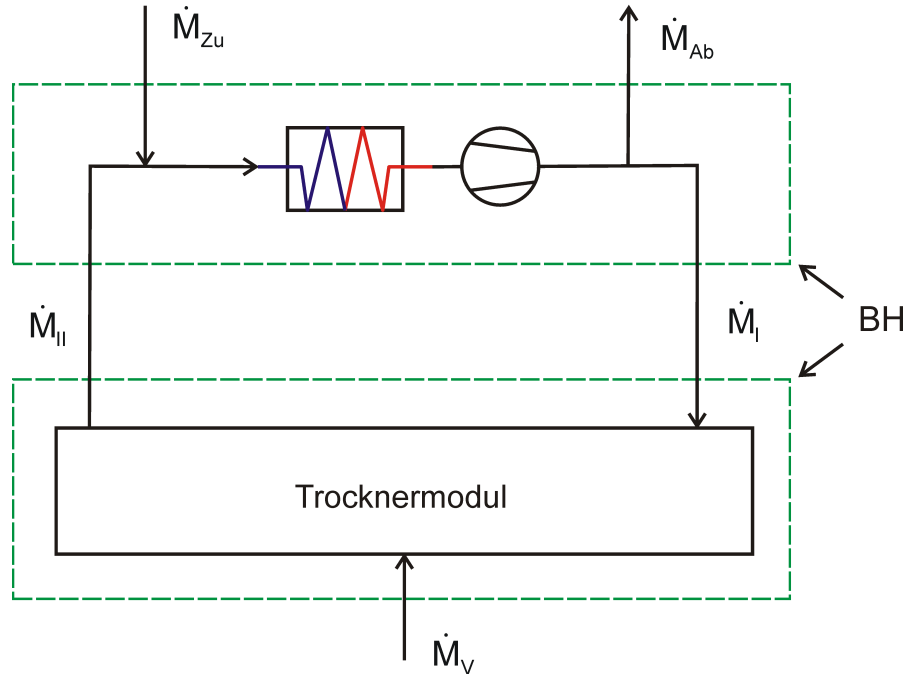 Ṁ_Zu
Ṁ_Ab
Ṁ_II
Ṁ_I
BH
Trocknermodul
Ṁ_V